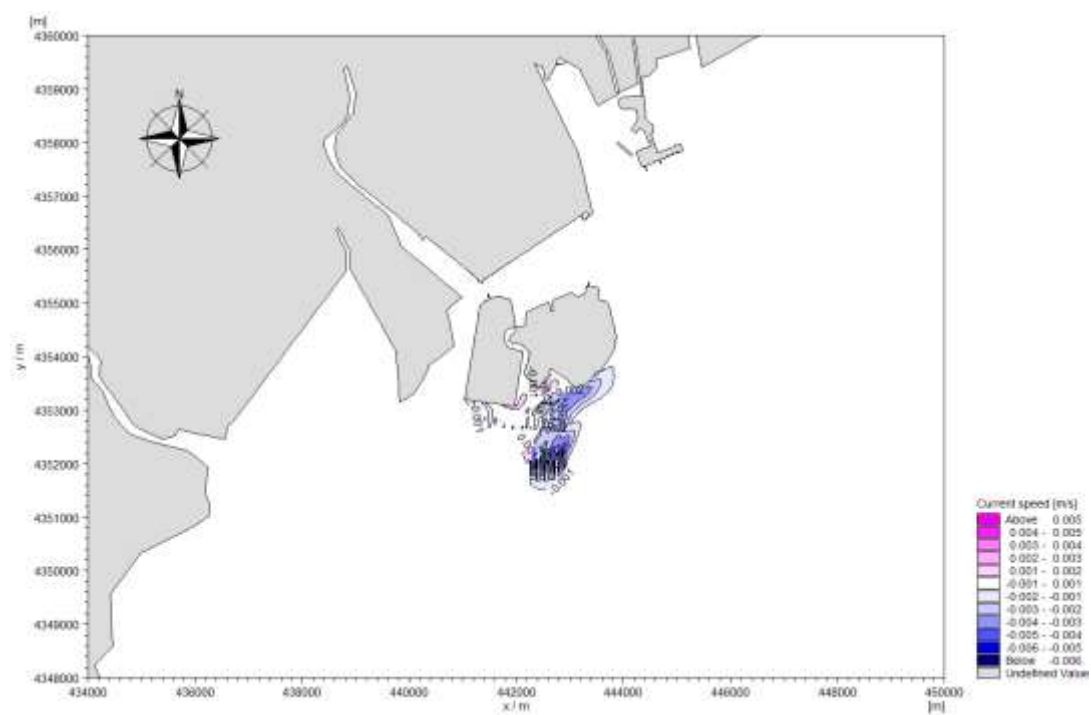 [m]
4360000
4359000
4358000
4357000
4356000
4355000
4354000
4353000
4352000
4351000
4350000
4349000
4348000
y / m
N
434000 436000 438000 440000 442000 444000 446000 448000 450000
x / m
[m]
-0.001
Current speed [m/s]
Above 0.005
0.004 - 0.005
0.003 - 0.004
0.002 - 0.003
0.001 - 0.002
-0.001 - 0.001
-0.002 - -0.001
-0.003 - -0.002
-0.004 - -0.003
-0.005 - -0.004
-0.006 - -0.005
Below -0.006
Undefined Value